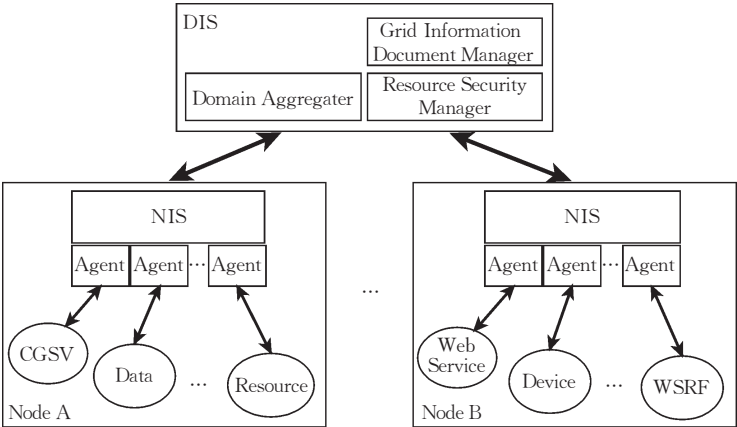 DIS
Grid Information
Document Manager
Domain Aggregater
Resource Security
Manager
NIS
Agent Agent ... Agent
CGSV
Data
...
Resource
Node A
...
NIS
Agent Agent ... Agent
Web
Service
Device
...
WSRF
Node B